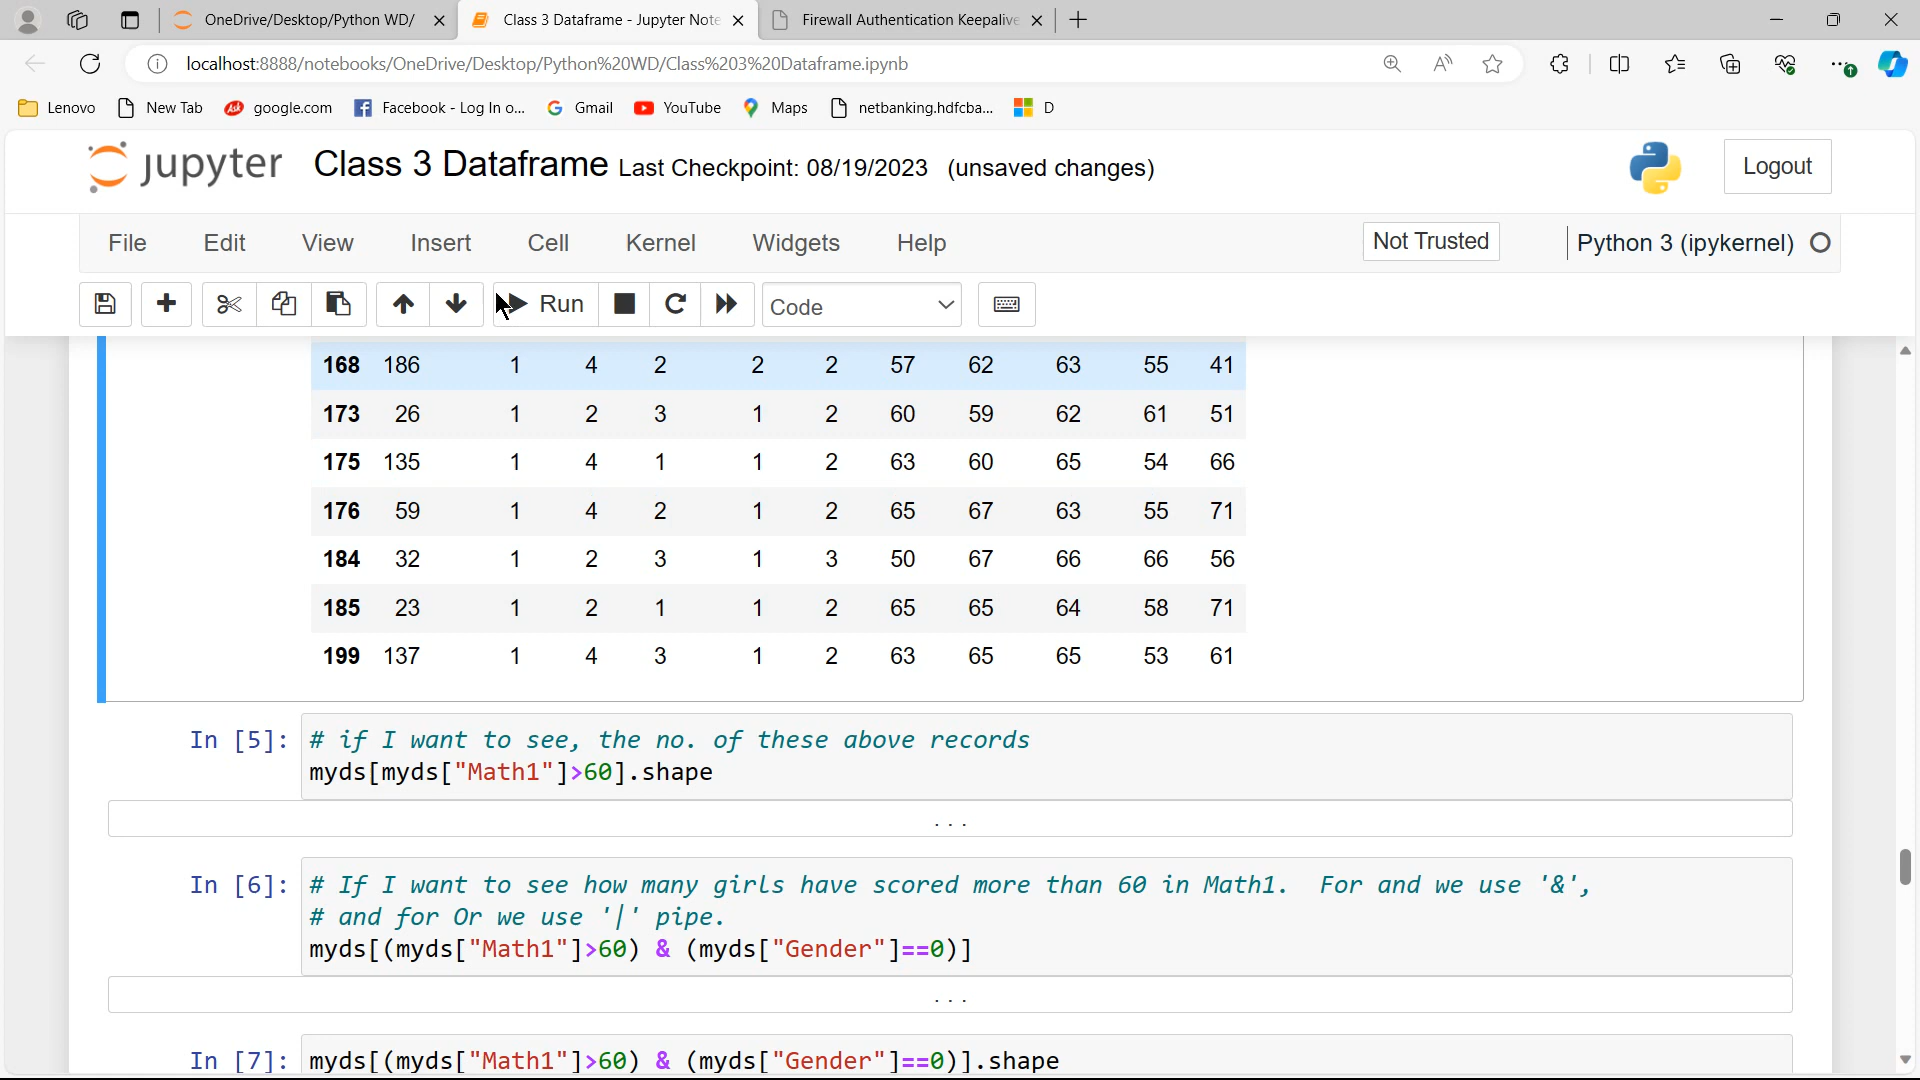 OneDrive/Desktop/Python WD/
Class 3 Dataframe - Jupyter Note
Firewall Authentication Keepalive
localhost:8888/notebooks/OneDrive/Desktop/Python%20WD/Class%203%20Dataframe.ipynb
Lenovo New Tab google.com Facebook - Log In o... Gmail YouTube Maps netbanking.hdfcba... D
jupyter Class 3 Dataframe Last Checkpoint: 08/19/2023 (unsaved changes) Logout
File Edit View Insert Cell Kernel Widgets Help Not Trusted Python 3 (ipykernel)
Run Code
168 186 1 4 2 2 2 57 62 63 55 41
173 26 1 2 3 1 2 60 59 62 61 51
175 135 1 4 1 1 2 63 60 65 54 66
176 59 1 4 2 1 2 65 67 63 55 71
184 32 1 2 3 1 3 50 67 66 66 56
185 23 1 2 1 1 2 65 65 64 58 71
199 137 1 4 3 1 2 63 65 65 53 61
In [5]: # if I want to see, the no. of these above records
myds[myds["Math1"]>60].shape
...
In [6]: # If I want to see how many girls have scored more than 60 in Math1. For and we use '&',
# and for Or we use '|' pipe.
myds[(myds["Math1"]>60) & (myds["Gender"]==0)]
...
In [7]: myds[(myds["Math1"]>60) & (myds["Gender"]==0)].shape